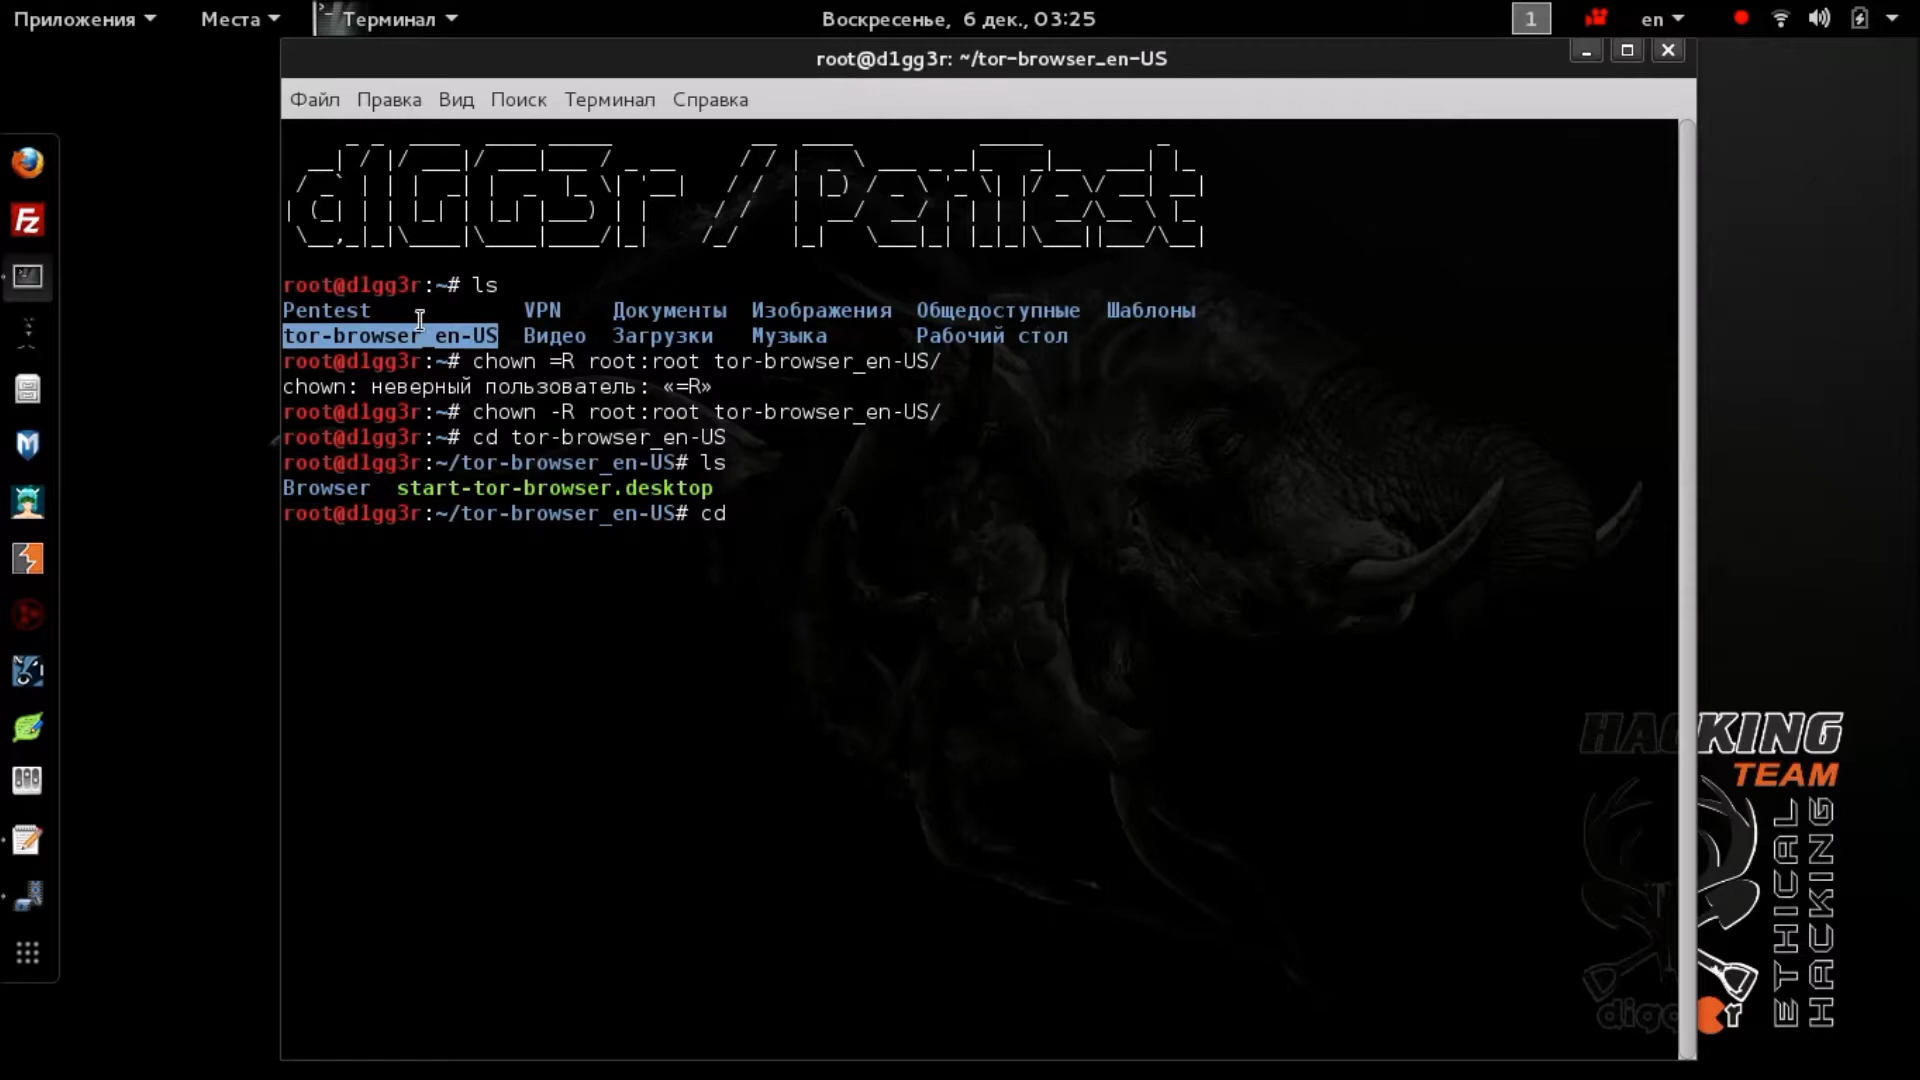 Приложения Места Терминал Воскресенье, 6 дек., 03:25 1 en
root@d1gg3r: ~/tor-browser_en-US
Файл Правка Вид Поиск Терминал Справка
d1GG3r // PenTest
root@d1gg3r:~# ls
Pentest VPN Документы Изображения Общедоступные Шаблоны
tor-browser_en-US Видео Загрузки Музыка Рабочий стол
root@d1gg3r:~# chown =R root:root tor-browser_en-US/
chown: неверный пользователь: «=R»
root@d1gg3r:~# chown -R root:root tor-browser_en-US/
root@d1gg3r:~# cd tor-browser_en-US
root@d1gg3r:~/tor-browser_en-US# ls
Browser start-tor-browser.desktop
root@d1gg3r:~/tor-browser_en-US# cd
HACKING
TEAM
ETHICAL
HACKING